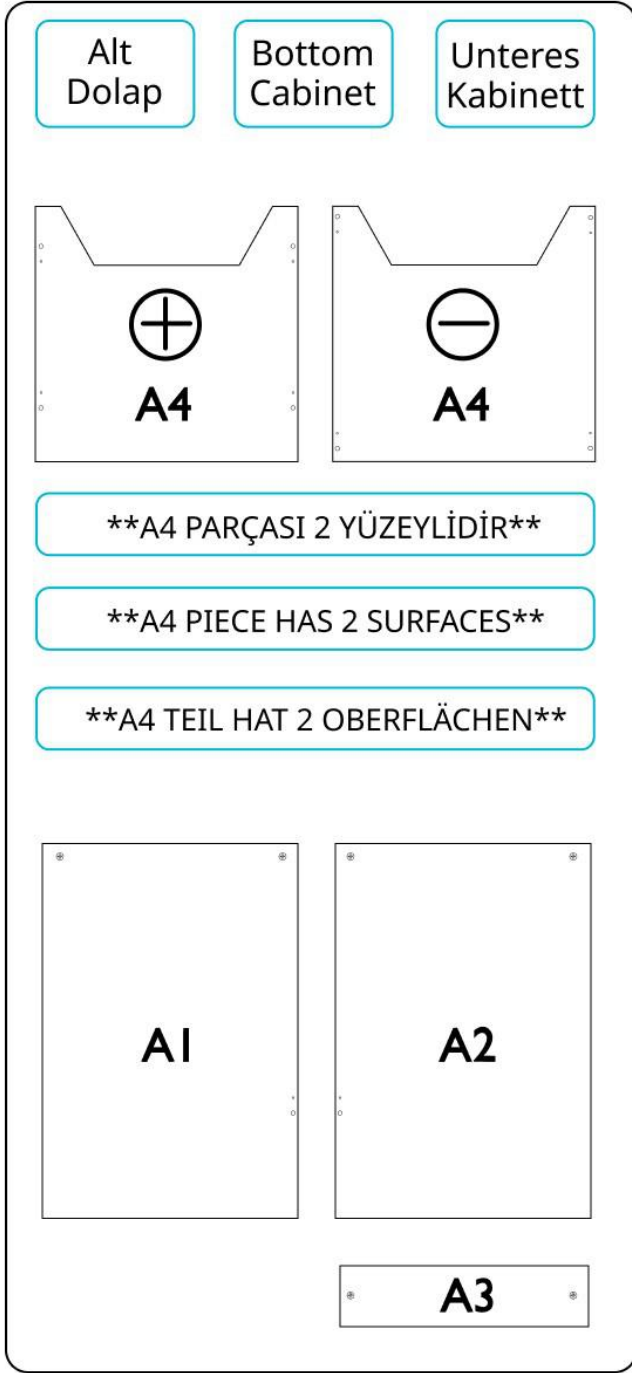 Alt
Dolap
Bottom
Cabinet
Unteres
Kabinett
A4
A4
**A4 PARÇASI 2 YÜZEYLİDİR**
**A4 PIECE HAS 2 SURFACES**
**A4 TEIL HAT 2 OBERFLÄCHEN**
A1
A2
A3